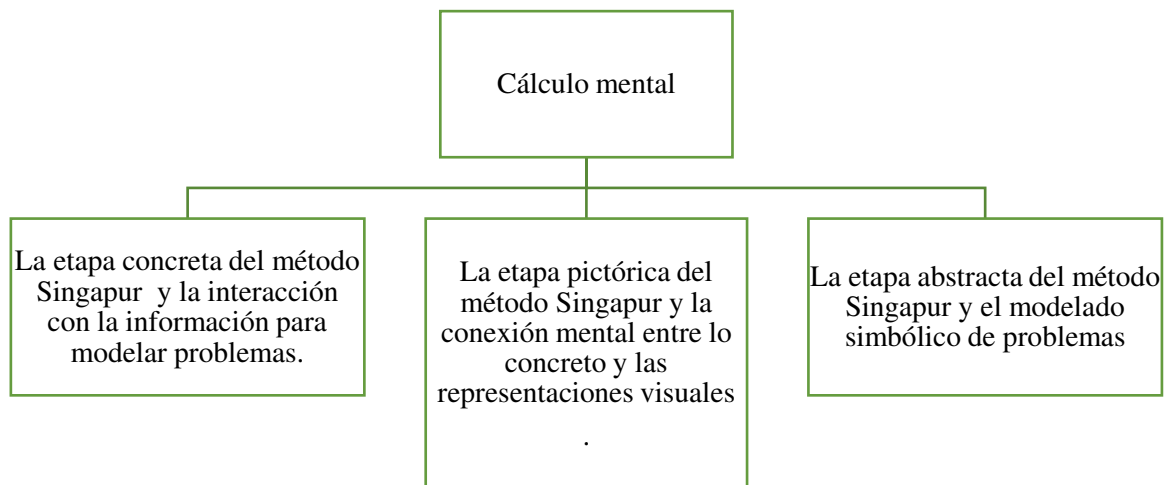 Cálculo mental
La etapa concreta del método
Singapur y la interacción
con la información para
modelar problemas.
La etapa pictórica del
método Singapur y la
conexión mental entre lo
concreto y las
representaciones visuales
.
La etapa abstracta del método
Singapur y el modelado
simbólico de problemas